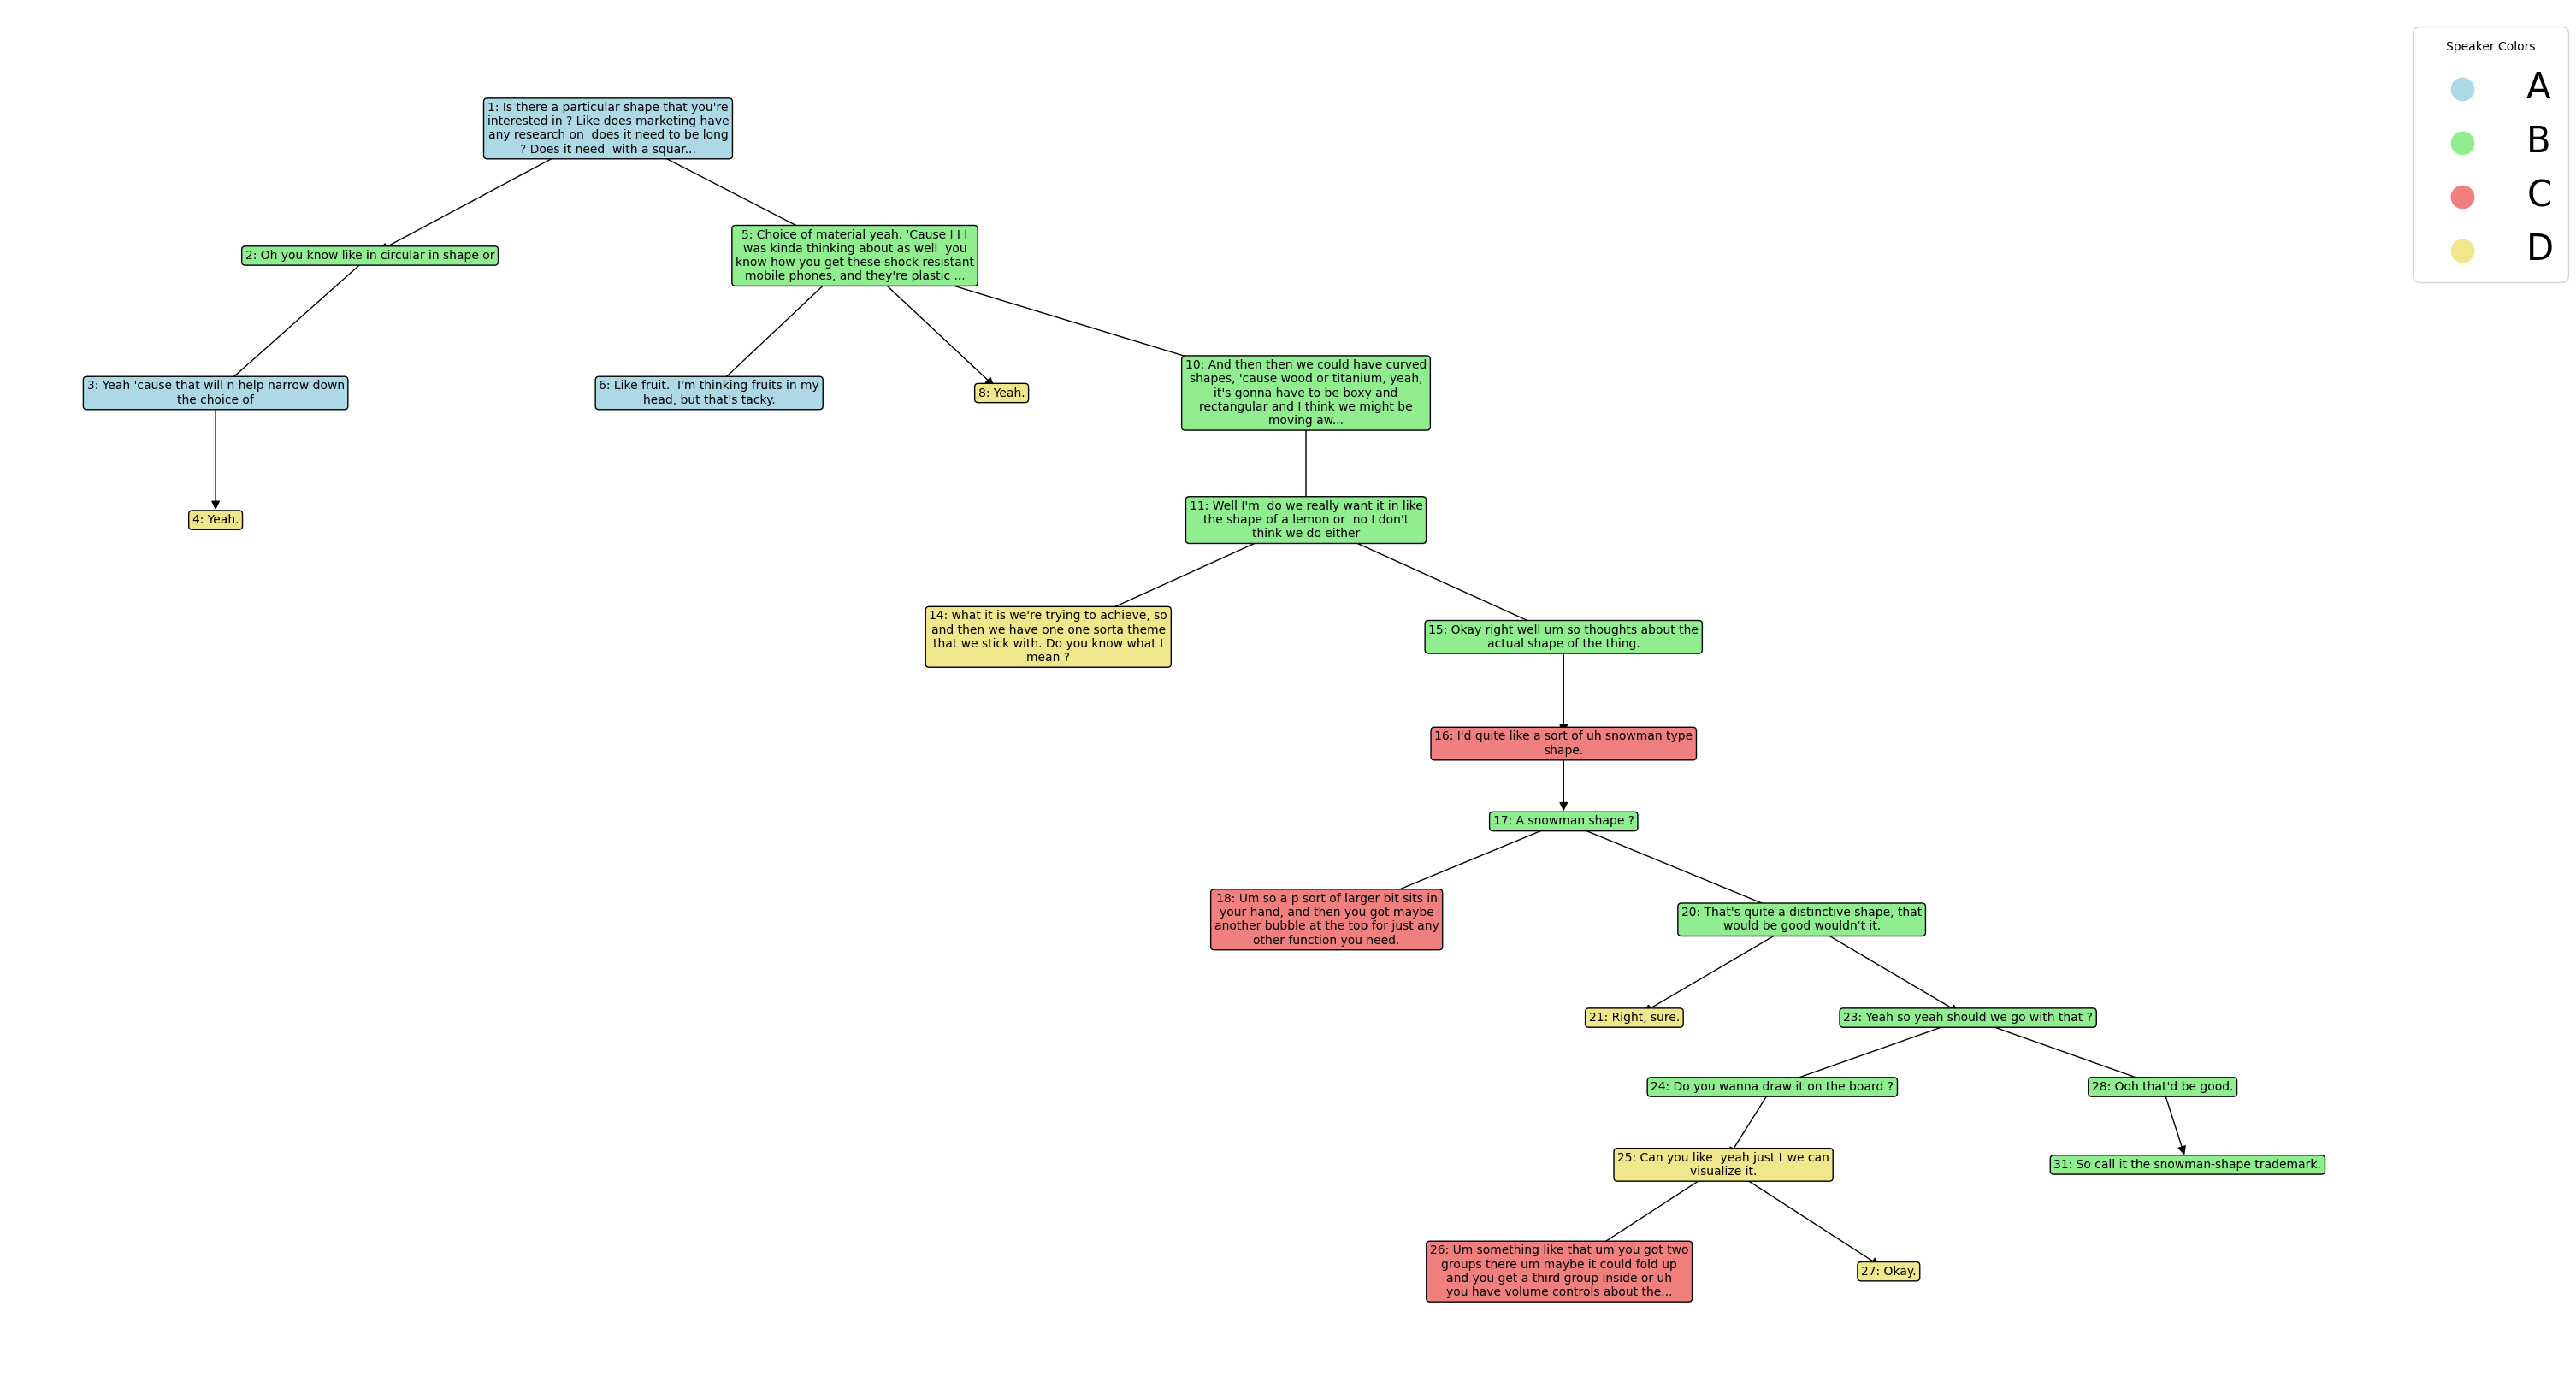 Speaker Colors
A
B
C
D
1: Is there a particular shape that you're
interested in ? Like does marketing have
any research on  does it need to be long
? Does it need  with a squar...
2: Oh you know like in circular in shape or
5: Choice of material yeah. 'Cause I I I
was kinda thinking about as well  you
know how you get these shock resistant
mobile phones, and they're plastic ...
3: Yeah 'cause that will n help narrow down
the choice of
6: Like fruit.  I'm thinking fruits in my
head, but that's tacky.
8: Yeah.
10: And then then we could have curved
shapes, 'cause wood or titanium, yeah,
it's gonna have to be boxy and
rectangular and I think we might be
moving aw...
4: Yeah.
11: Well I'm  do we really want it in like
the shape of a lemon or  no I don't
think we do either
14: what it is we're trying to achieve, so
and then we have one one sorta theme
that we stick with. Do you know what I
mean ?
15: Okay right well um so thoughts about the
actual shape of the thing.
16: I'd quite like a sort of uh snowman type
shape.
17: A snowman shape ?
18: Um so a p sort of larger bit sits in
your hand, and then you got maybe
another bubble at the top for just any
other function you need.
20: That's quite a distinctive shape, that
would be good wouldn't it.
21: Right, sure.
23: Yeah so yeah should we go with that ?
24: Do you wanna draw it on the board ?
28: Ooh that'd be good.
25: Can you like  yeah just t we can
visualize it.
31: So call it the snowman-shape trademark.
26: Um something like that um you got two
groups there um maybe it could fold up
and you get a third group inside or uh
you have volume controls about the...
27: Okay.